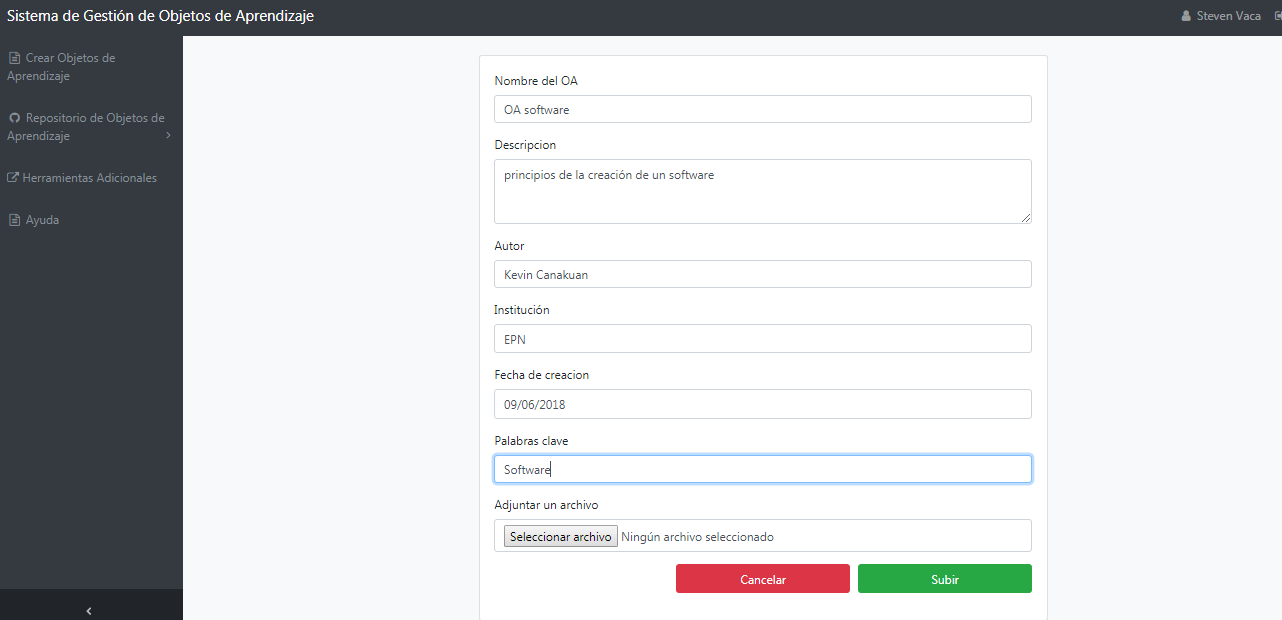 Sistema de Gestión de Objetos de Aprendizaje
Steven Vaca
Crear Objetos de
Aprendizaje
Repositorio de Objetos de
Aprendizaje
Herramientas Adicionales
Ayuda
Nombre del OA
OA software
Descripcion
principios de la creación de un software
Autor
Kevin Canakuan
Institución
EPN
Fecha de creacion
09/06/2018
Palabras clave
Software
Adjuntar un archivo
Seleccionar archivo Ningún archivo seleccionado
Cancelar Subir